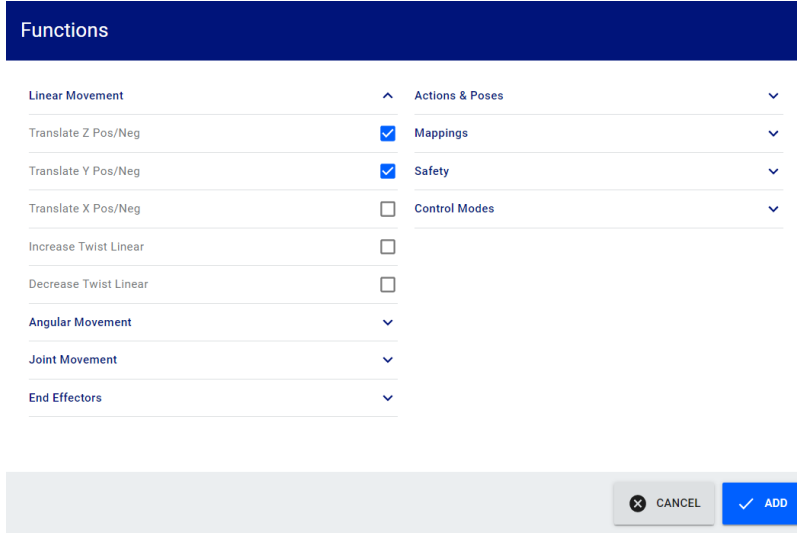 Functions
Linear Movement
Translate Z Pos/Neg
Translate Y Pos/Neg
Translate X Pos/Neg
Increase Twist Linear
Decrease Twist Linear
Angular Movement
Joint Movement
End Effectors
Actions & Poses
Mappings
Safety
Control Modes
CANCEL
ADD